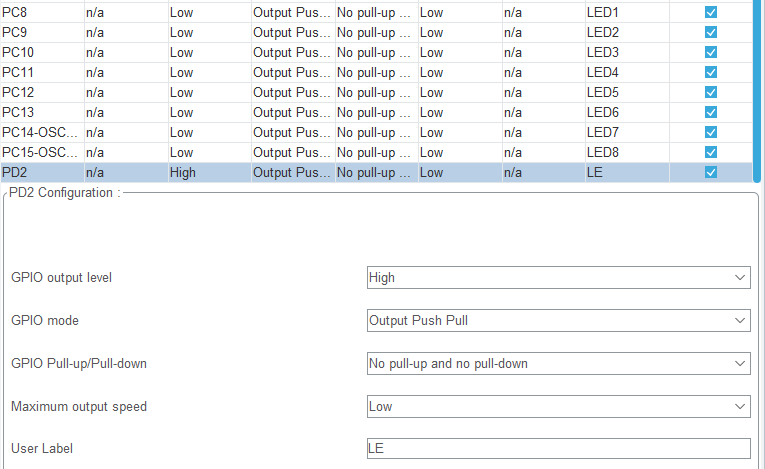 PC8 n/a Low Output Pus... No pull-up ... Low n/a LED1
PC9 n/a Low Output Pus... No pull-up ... Low n/a LED2
PC10 n/a Low Output Pus... No pull-up ... Low n/a LED3
PC11 n/a Low Output Pus... No pull-up ... Low n/a LED4
PC12 n/a Low Output Pus... No pull-up ... Low n/a LED5
PC13 n/a Low Output Pus... No pull-up ... Low n/a LED6
PC14-OSC... n/a Low Output Pus... No pull-up ... Low n/a LED7
PC15-OSC... n/a Low Output Pus... No pull-up ... Low n/a LED8
PD2 n/a High Output Pus... No pull-up ... Low n/a LE
PD2 Configuration :
GPIO output level High
GPIO mode Output Push Pull
GPIO Pull-up/Pull-down No pull-up and no pull-down
Maximum output speed Low
User Label LE